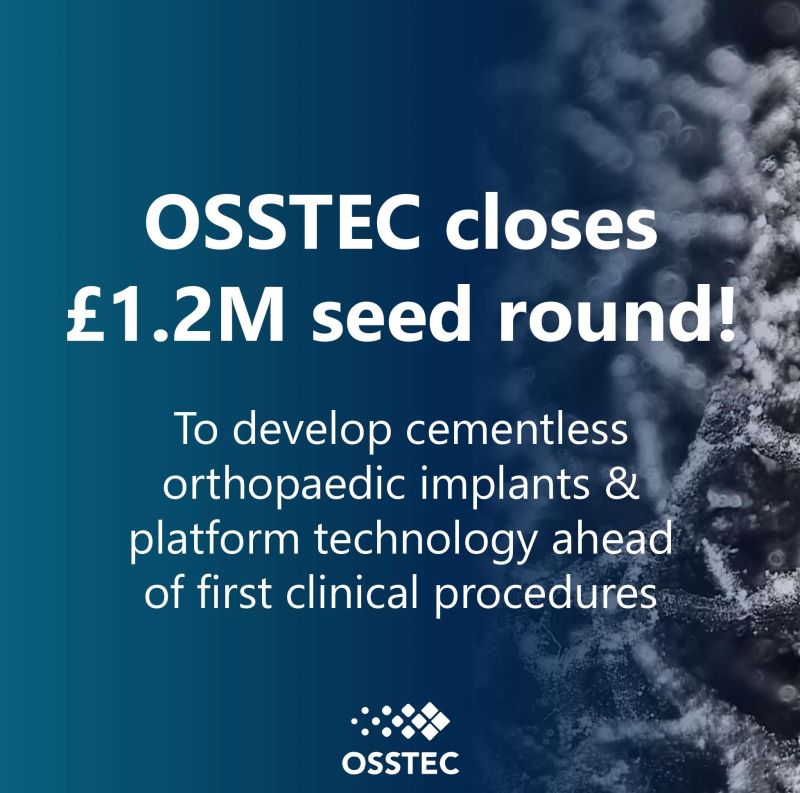 OSSTEC closes
£1.2M seed round!
To develop cementless
orthopaedic implants &
platform technology ahead
of first clinical procedures
OSSTEC